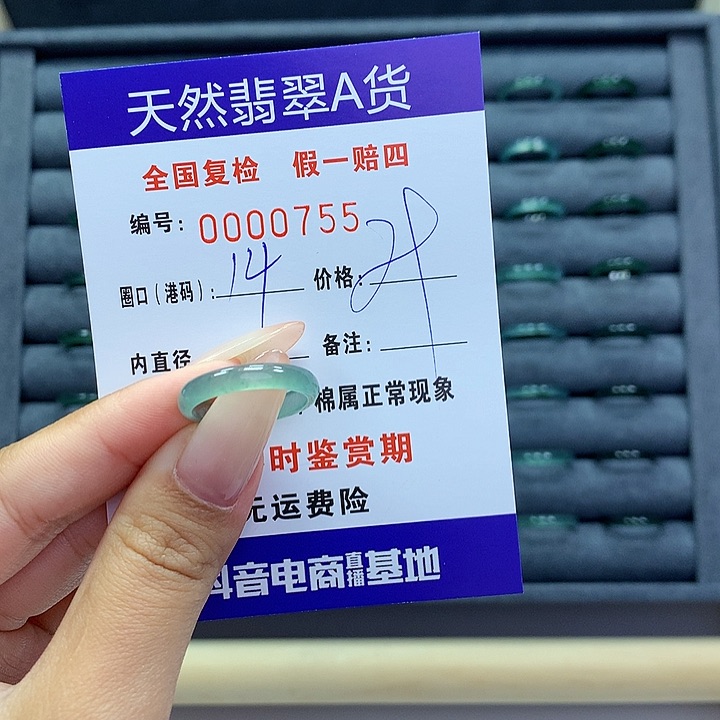 天然翡翠A货
全国复检 假一赔四
编号：0000755
圈口（港码）：14 价格：
内直径 备注：
棉属正常现象
时鉴赏期
无运费险
抖音电商直播基地